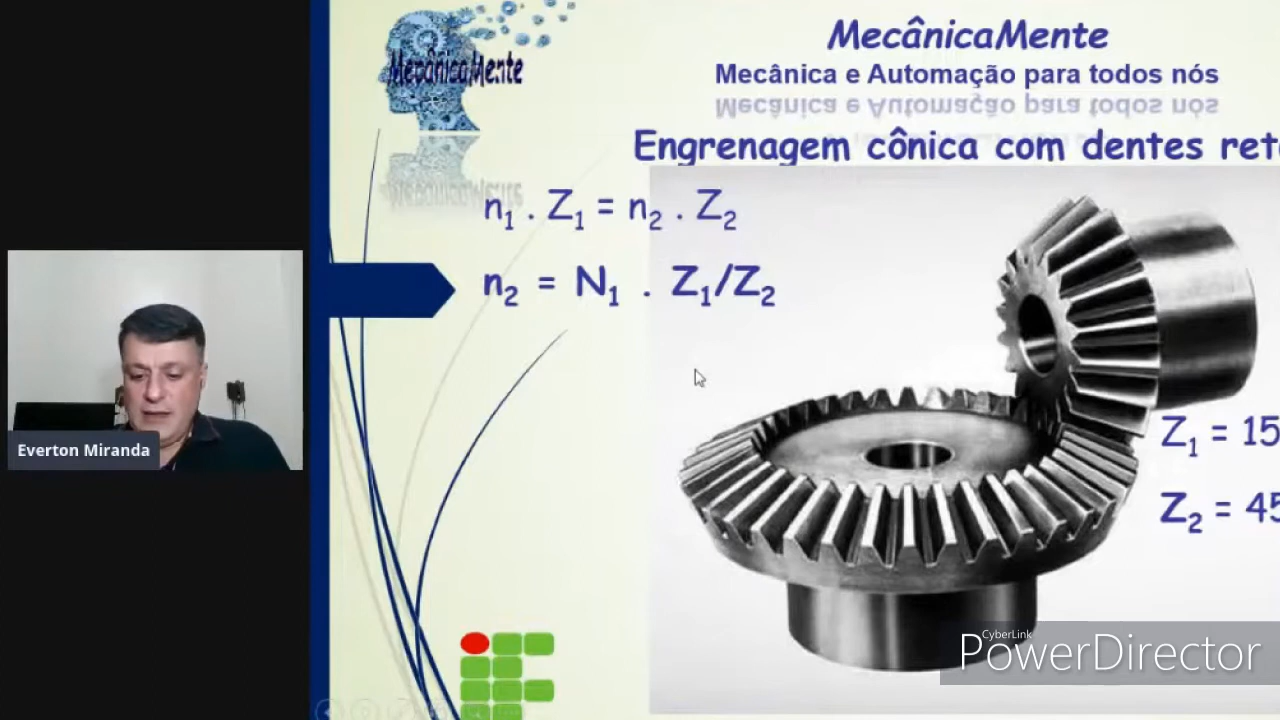 MecânicaMente
MecânicaMente
Mecânica e Automação para todos nós
Engrenagem cônica com dentes ret
n₁ . Z₁ = n₂ . Z₂
n₂ = N₁ . Z₁/Z₂
Z₁ = 15
Z₂ = 45
Everton Miranda
CyberLink
PowerDirector